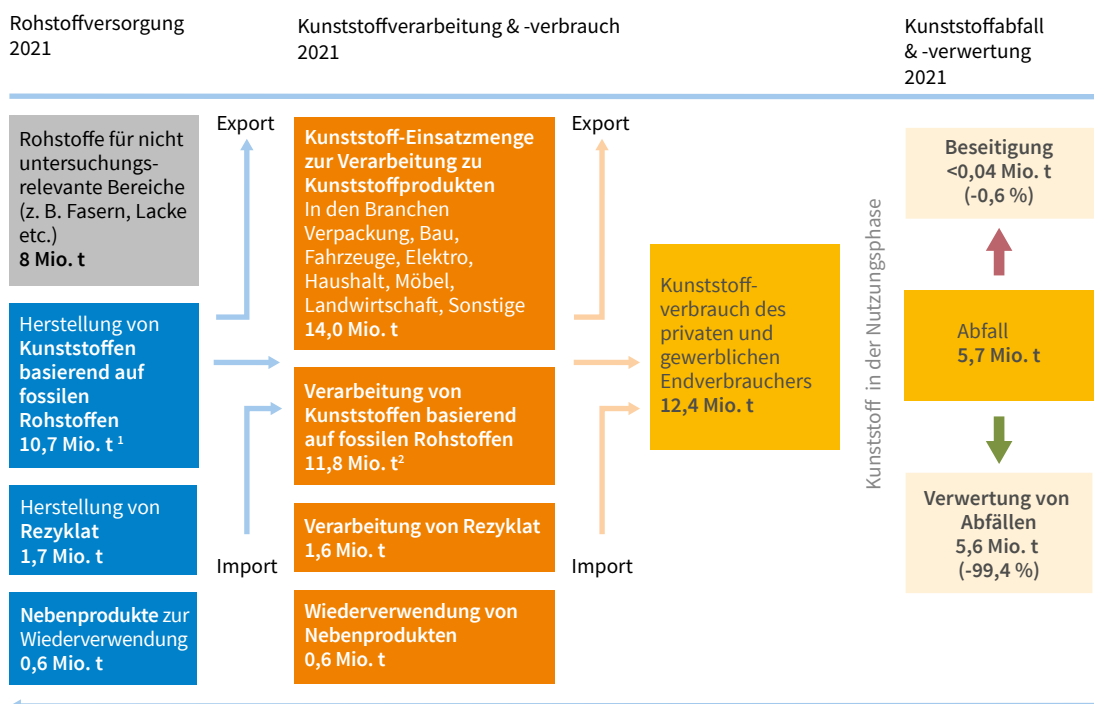 Rohstoffversorgung
2021
Kunststoffverarbeitung & -verbrauch
2021
Kunststoffabfall
& -verwertung
2021
Rohstoffe für nicht
untersuchungs-
relevante Bereiche
(z. B. Fasern, Lacke
etc.)
8 Mio. t
Herstellung von
Kunststoffen
basierend auf
fossilen
Rohstoffen
10,7 Mio. t ¹
Herstellung von
Rezyklat
1,7 Mio. t
Nebenprodukte zur
Wiederverwendung
0,6 Mio. t
Export
Import
Kunststoff-Einsatzmenge
zur Verarbeitung zu
Kunststoffprodukten
In den Branchen
Verpackung, Bau,
Fahrzeuge, Elektro,
Haushalt, Möbel,
Landwirtschaft, Sonstige
14,0 Mio. t
Verarbeitung von
Kunststoffen basierend
auf fossilen Rohstoffen
11,8 Mio. t²
Verarbeitung von Rezyklat
1,6 Mio. t
Wiederverwendung von
Nebenprodukten
0,6 Mio. t
Export
Import
Kunststoff-
verbrauch des
privaten und
gewerblichen
Endverbrauchers
12,4 Mio. t
Kunststoff in der Nutzungsphase
Beseitigung
<0,04 Mio. t
(-0,6 %)
Abfall
5,7 Mio. t
Verwertung von
Abfällen
5,6 Mio. t
(-99,4 %)